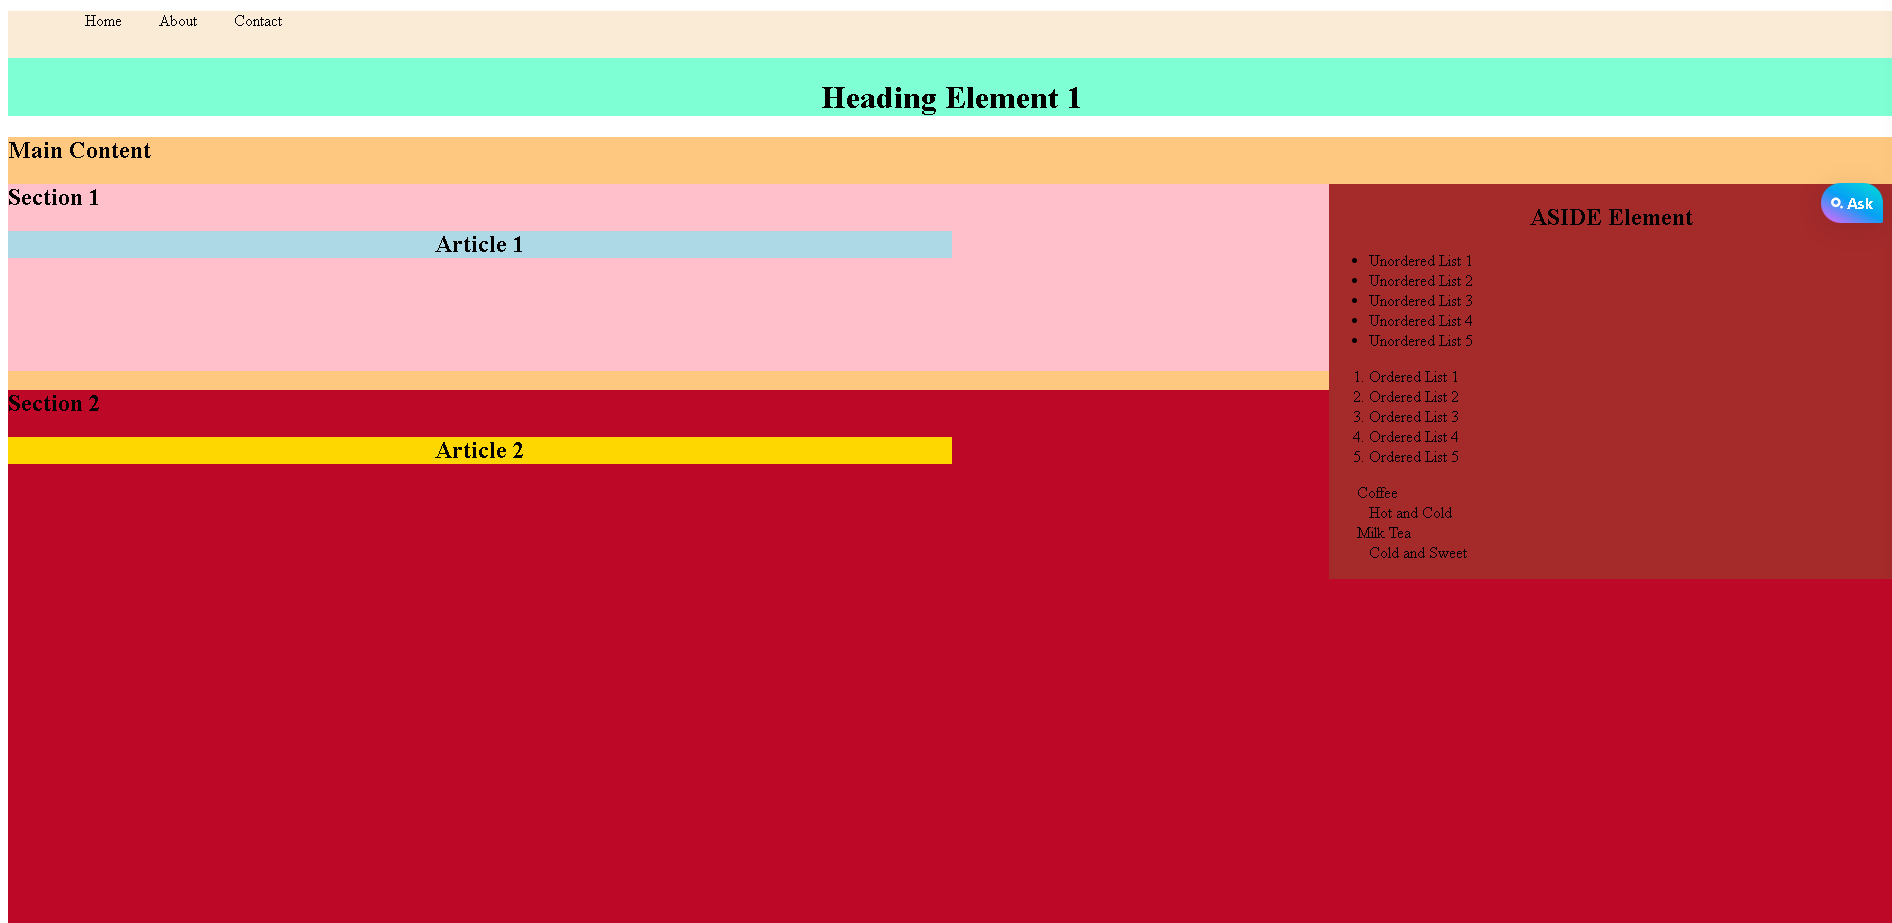 Home About Contact
Heading Element 1
Main Content
Section 1
Article 1
Section 2
Article 2
ASIDE Element
Ask
• Unordered List 1
• Unordered List 2
• Unordered List 3
• Unordered List 4
• Unordered List 5
1. Ordered List 1
2. Ordered List 2
3. Ordered List 3
4. Ordered List 4
5. Ordered List 5
Coffee
Hot and Cold
Milk Tea
Cold and Sweet